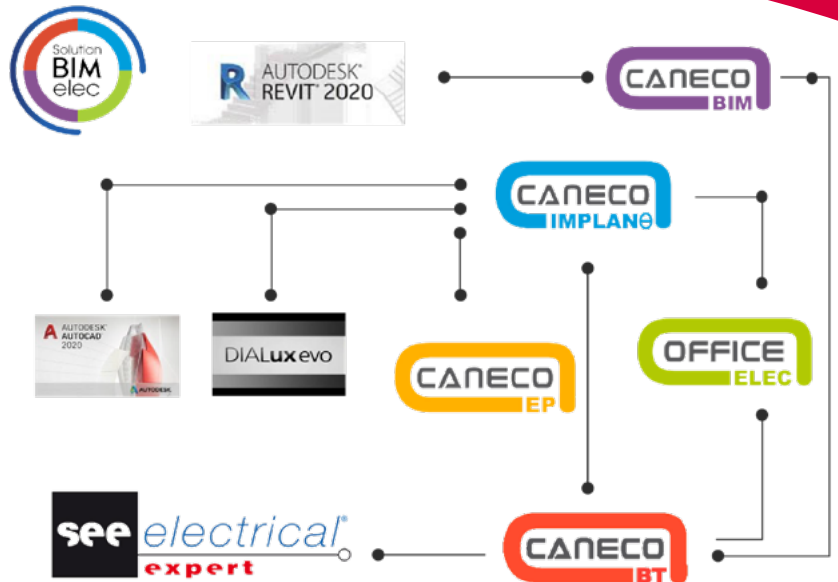 Solution
BIM
elec
R AUTODESK®
REVIT® 2020
CANECO
BIM
CANECO
IMPLANΘ
A AUTODESK®
AUTOCAD®
2020
AUTODESK
DIALux evo
CANECO
EP
OFFICE
ELEC
see electrical®
expert
CANECO
BT